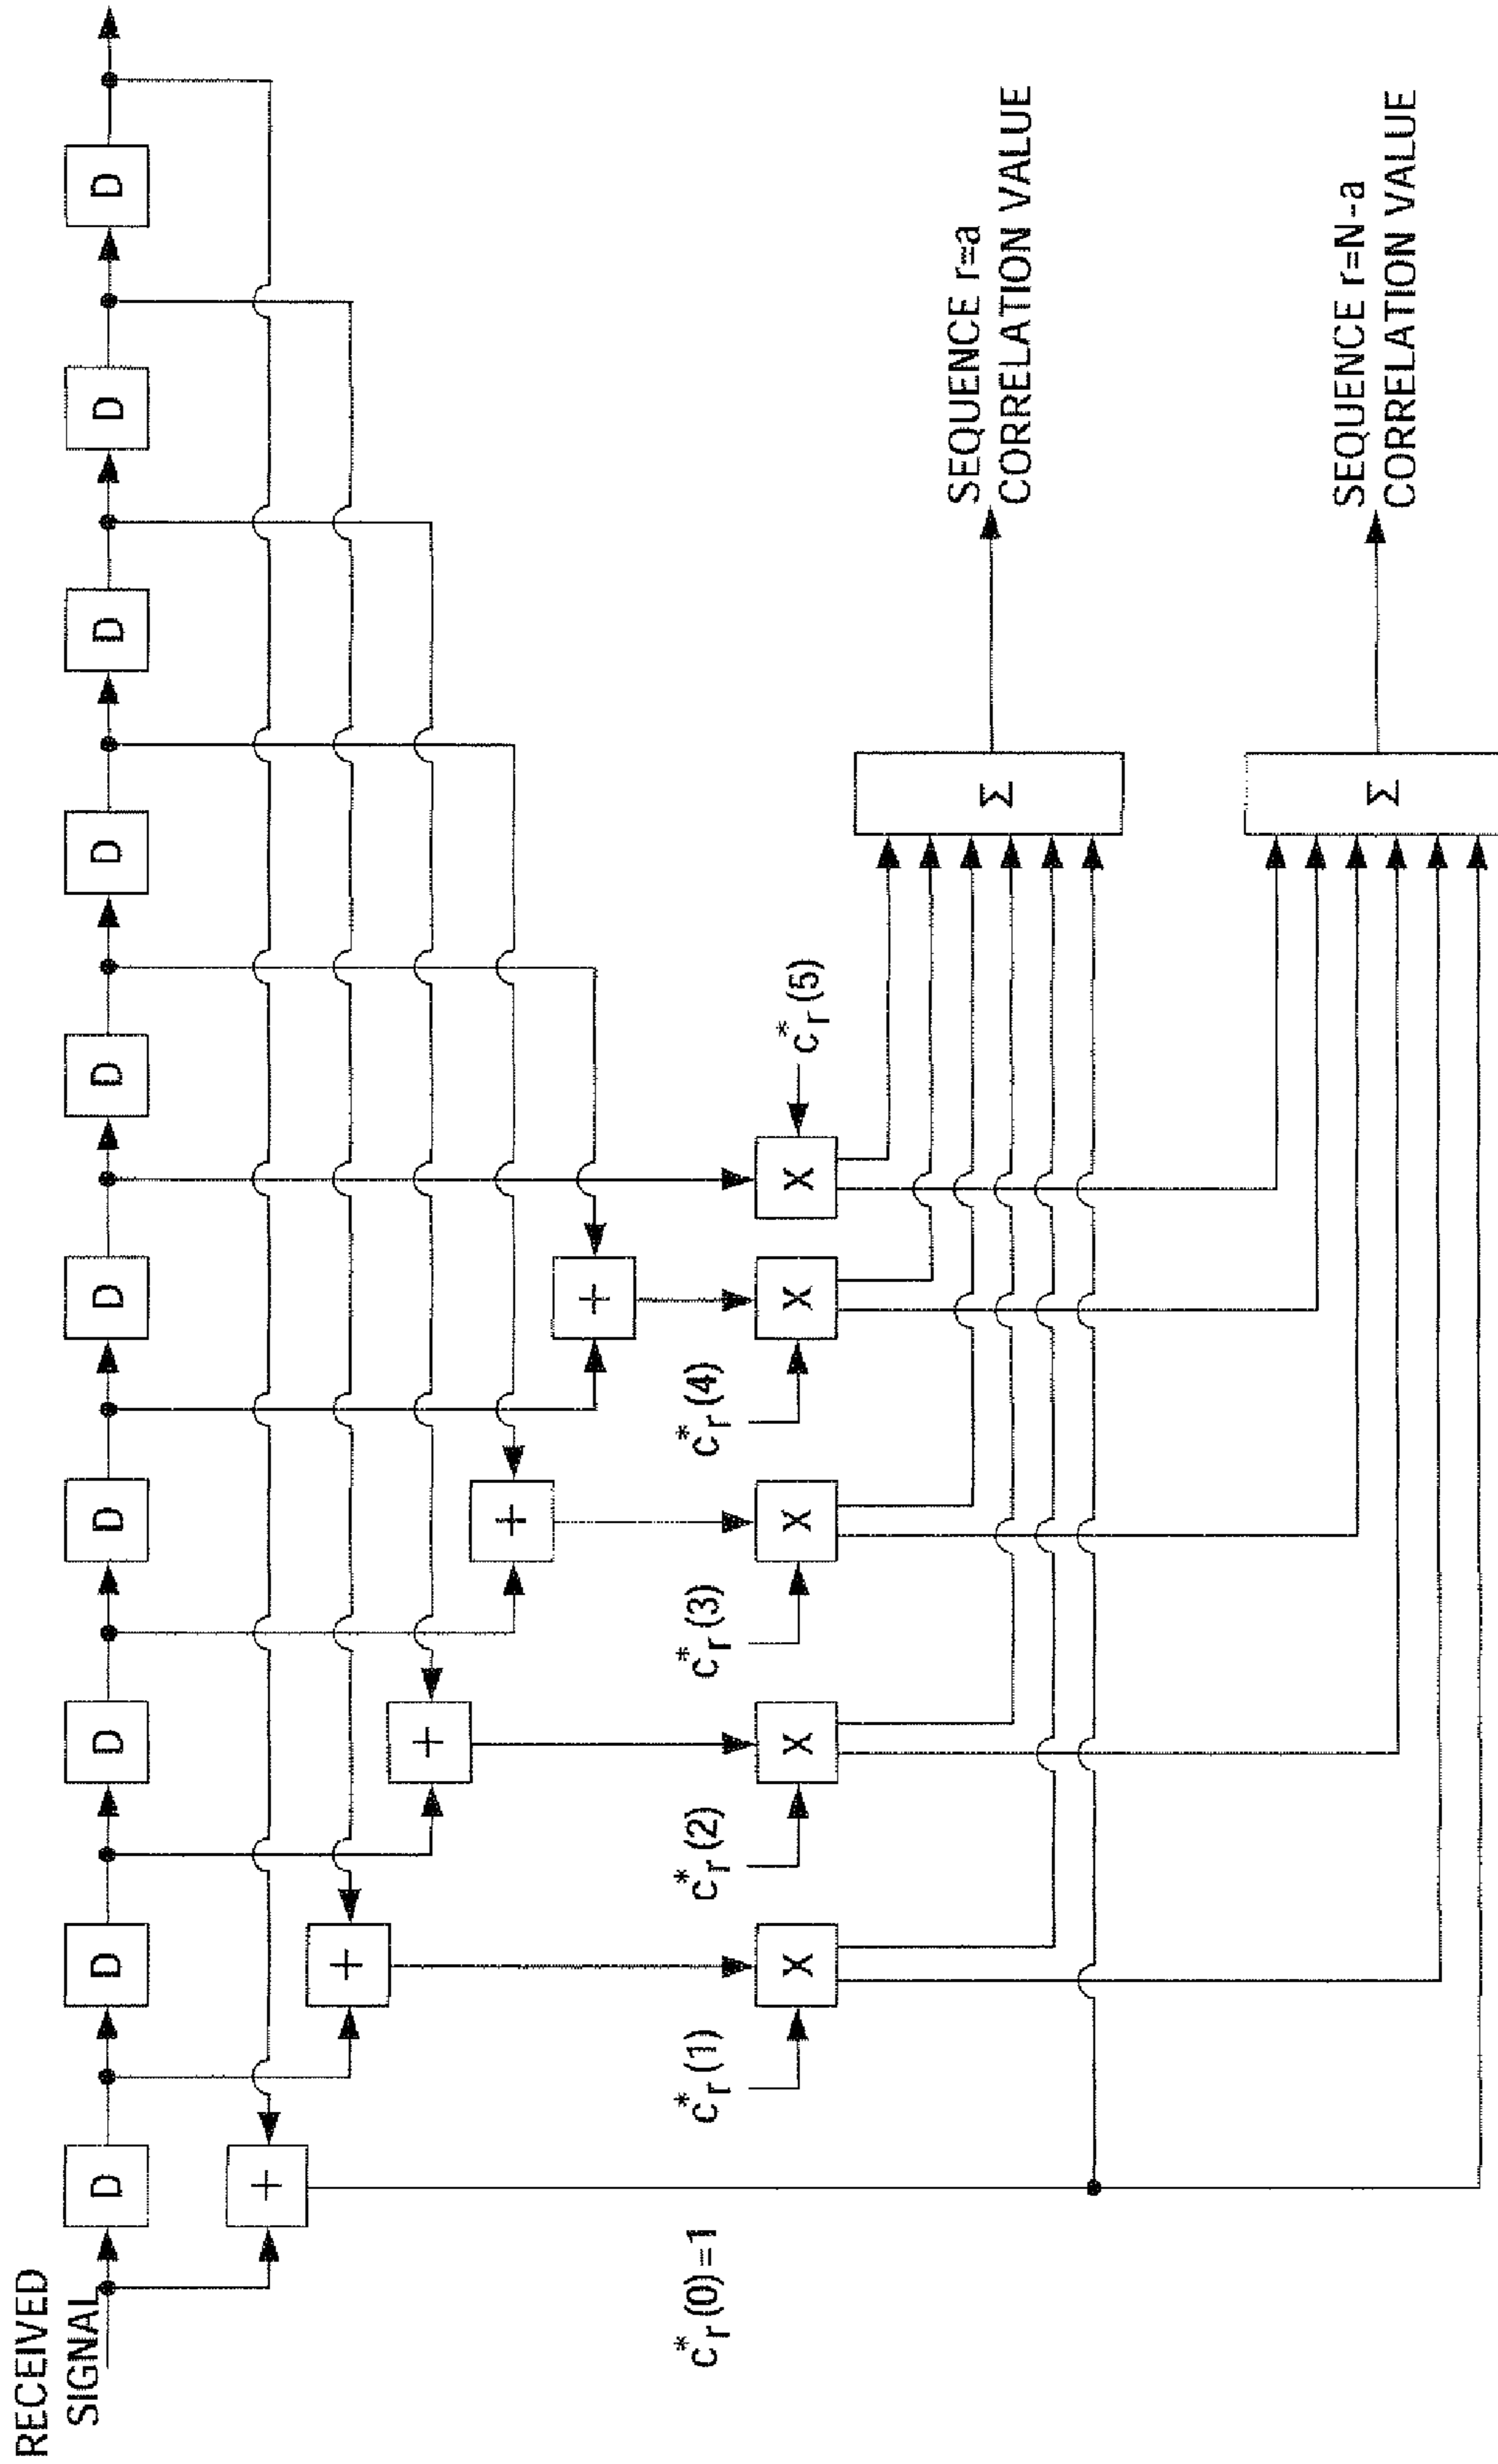 RECEIVED
SIGNAL
D
D
D
D
D
D
D
D
D
D
+
+
+
+
+
c*r(0)=1
c*r(1)
c*r(2)
c*r(3)
c*r(4)
c*r(5)
X
X
X
X
X
Σ
SEQUENCE r=a
CORRELATION VALUE
Σ
SEQUENCE r=N-a
CORRELATION VALUE